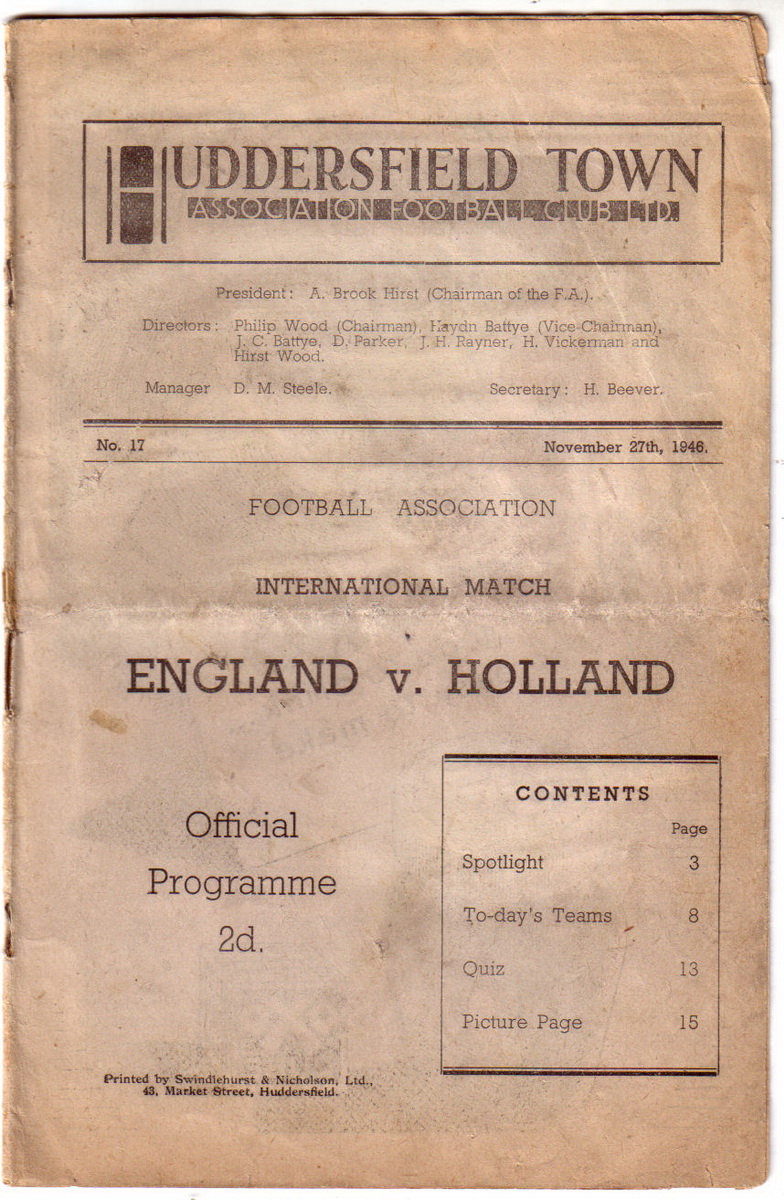 HUDDERSFIELD TOWN
ASSOCIATION FOOTBALL CLUB LTD.
President: A. Brook Hirst (Chairman of the F.A.).
Directors: Philip Wood (Chairman), Haydn Battye (Vice-Chairman),
J. C. Battye, D. Parker, J. H. Rayner, H. Vickerman and
Hirst Wood.
Manager D. M. Steele. Secretary: H. Beever.
No. 17 November 27th, 1946.
FOOTBALL ASSOCIATION
INTERNATIONAL MATCH
ENGLAND v. HOLLAND
Official
Programme
2d.
CONTENTS
Page
Spotlight 3
To-day's Teams 8
Quiz 13
Picture Page 15
Printed by Swindlehurst & Nicholson, Ltd.,
43, Market Street, Huddersfield.